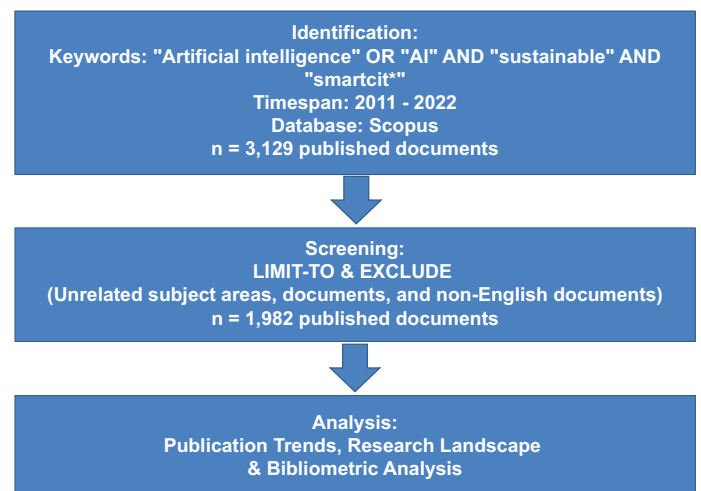 Identification:
Keywords: "Artificial intelligence" OR "AI" AND "sustainable" AND
"smartcit*"
Timespan: 2011 - 2022
Database: Scopus
n = 3,129 published documents
Screening:
LIMIT-TO & EXCLUDE
(Unrelated subject areas, documents, and non-English documents)
n = 1,982 published documents
Analysis:
Publication Trends, Research Landscape
& Bibliometric Analysis